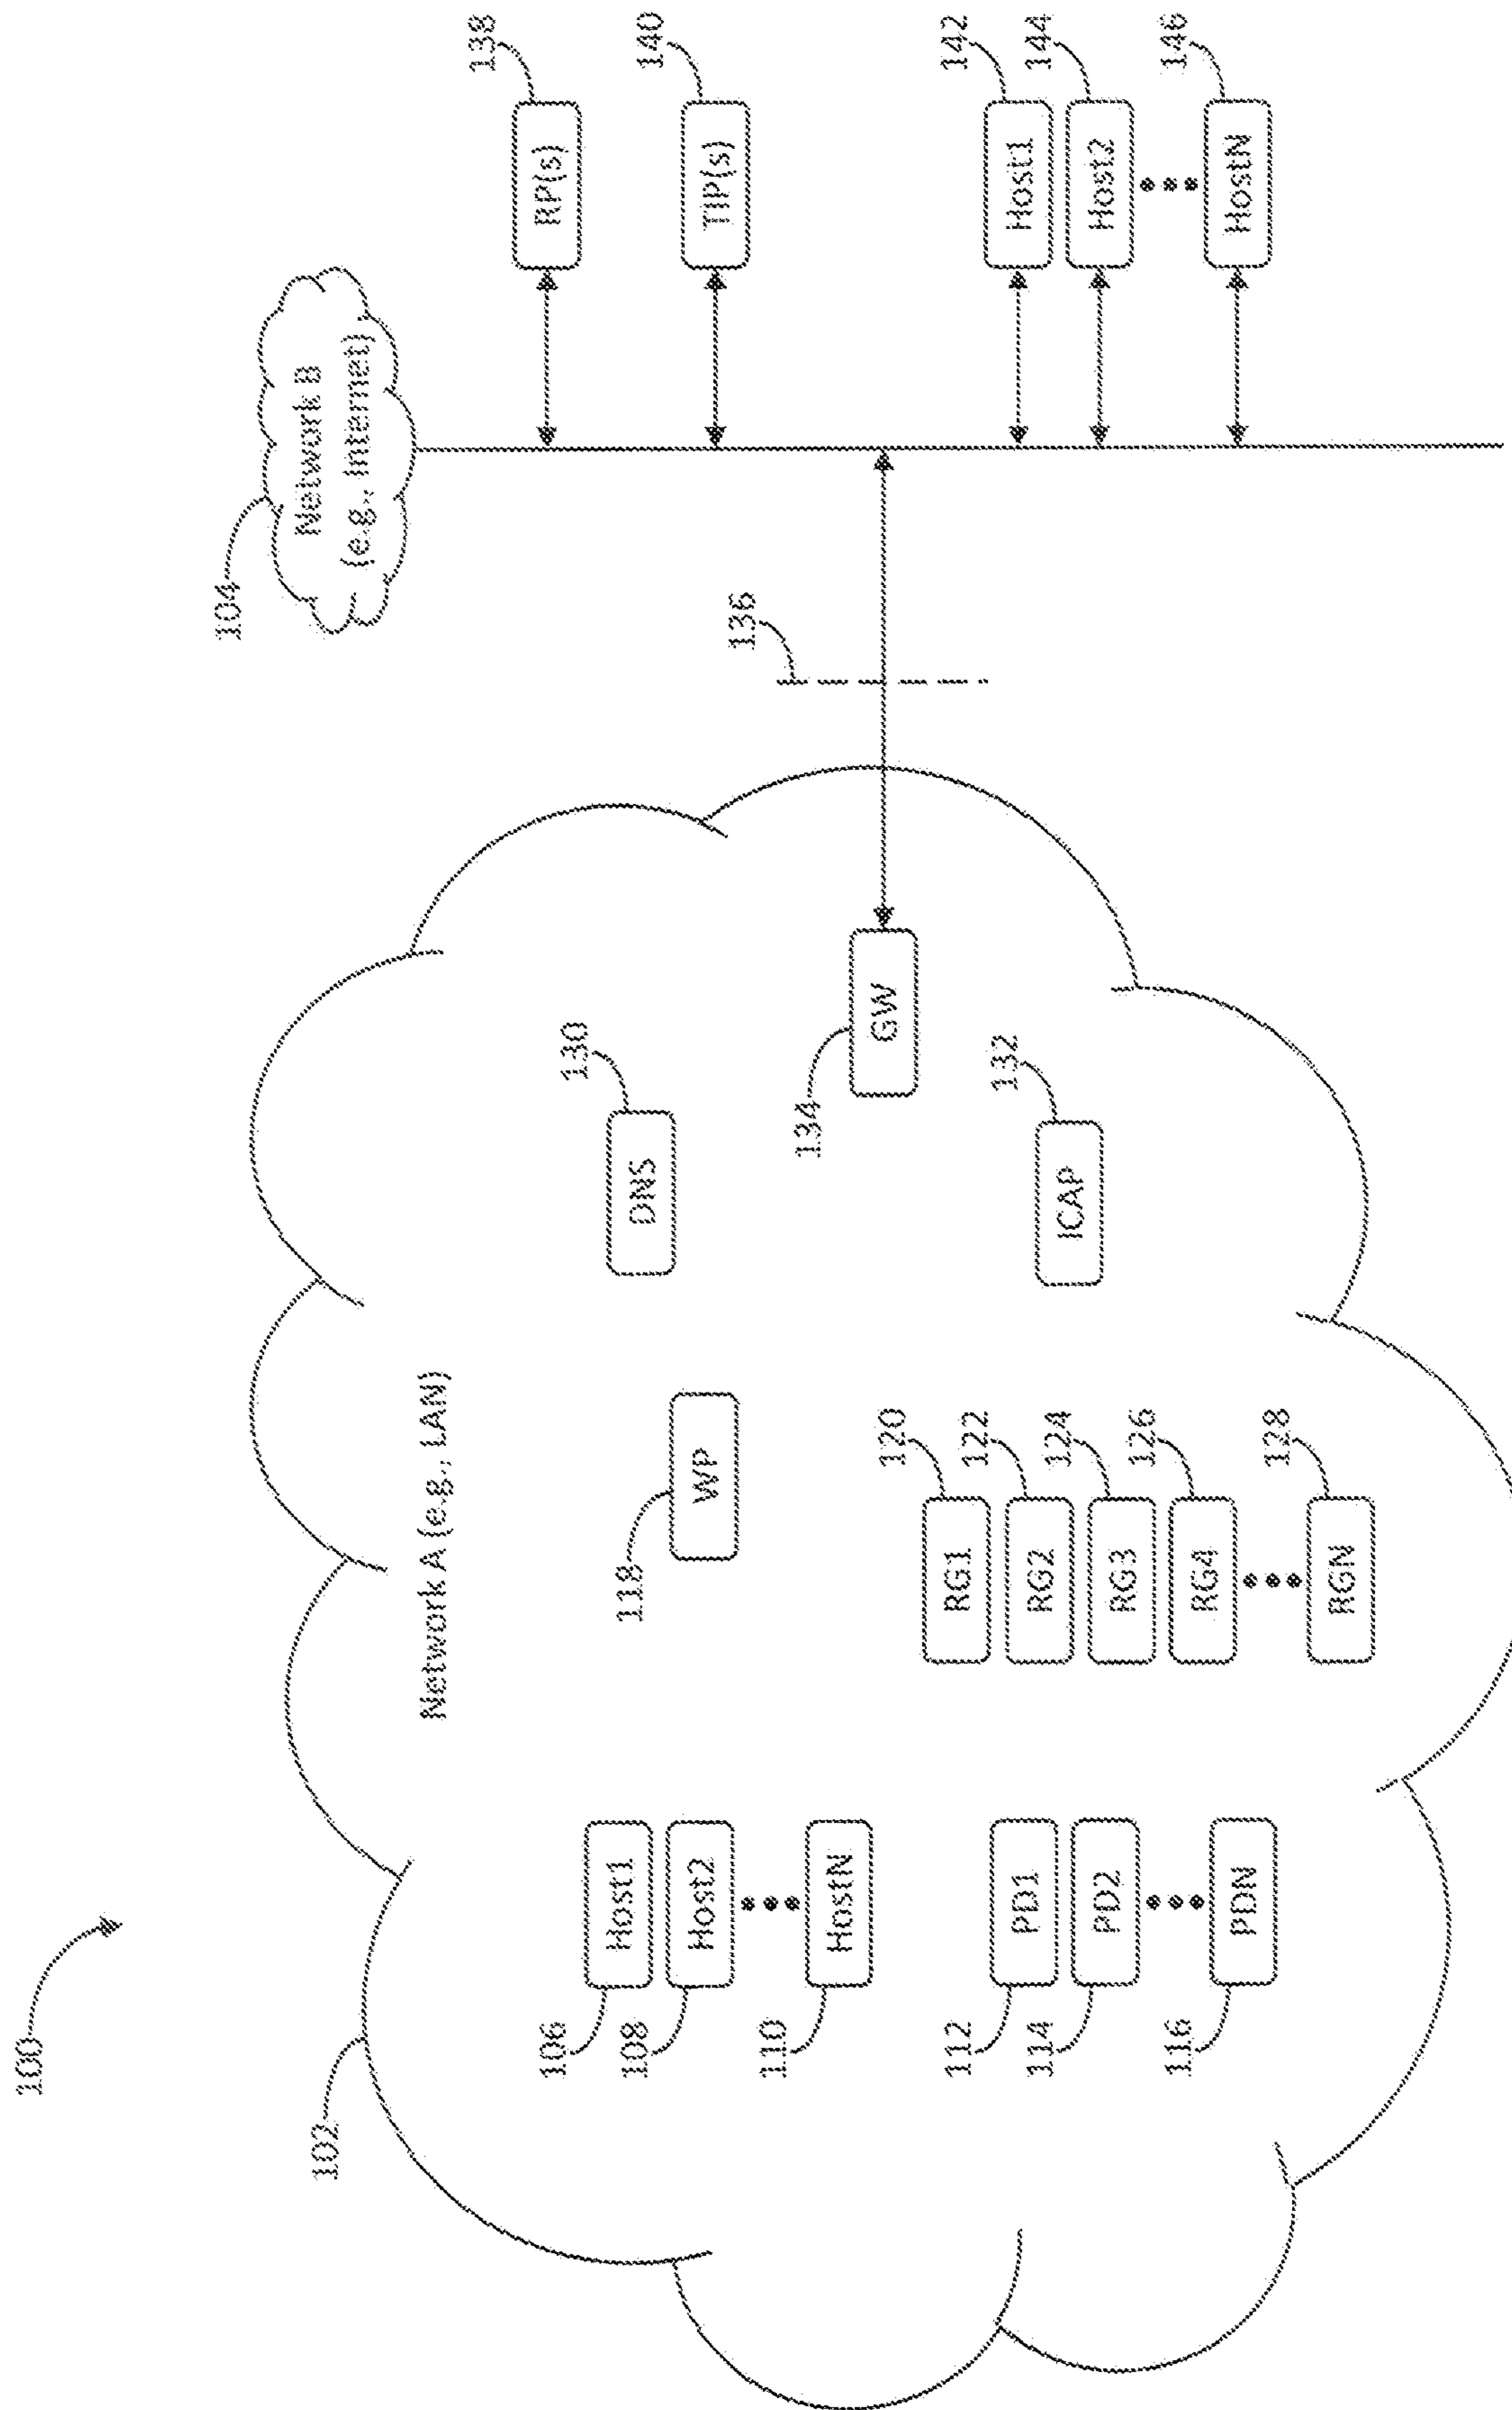 100
102
Network A (e.g., LAN)
106
Host1
108
Host2
110
HostN
112
PD1
114
PD2
116
PDN
118
WP
RG1
120
RG2
122
RG3
124
RG4
126
RGN
128
DNS
130
ICAP
132
134
GW
136
104
Network B
(e.g., Internet)
RP(s)
138
TIP(s)
140
Host1
142
Host2
144
HostN
146